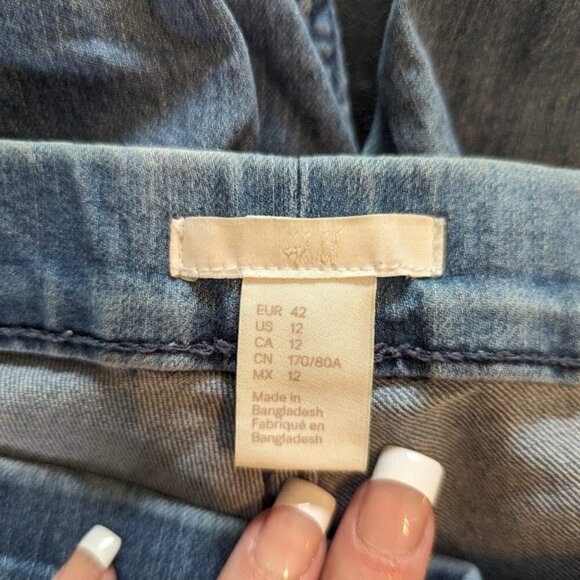 H&M
EUR 42
US 12
CA 12
CN 170/80A
MX 12
Made in
Bangladesh
Fabriqué en
Bangladesh